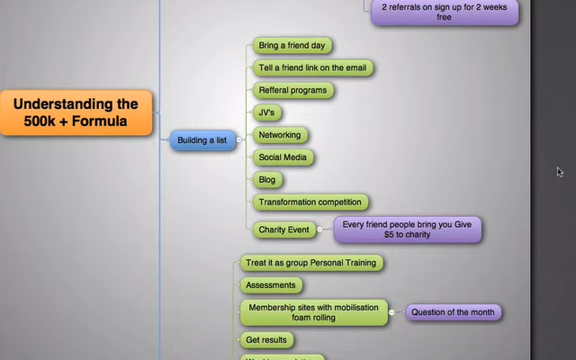 2 referrals on sign up for 2 weeks
free
Understanding the
500k + Formula
Building a list
Bring a friend day
Tell a friend link on the email
Refferal programs
JV's
Networking
Social Media
Blog
Transformation competition
Charity Event
Every friend people bring you Give
$5 to charity
Treat it as group Personal Training
Assessments
Membership sites with mobilisation
foam rolling
Question of the month
Get results